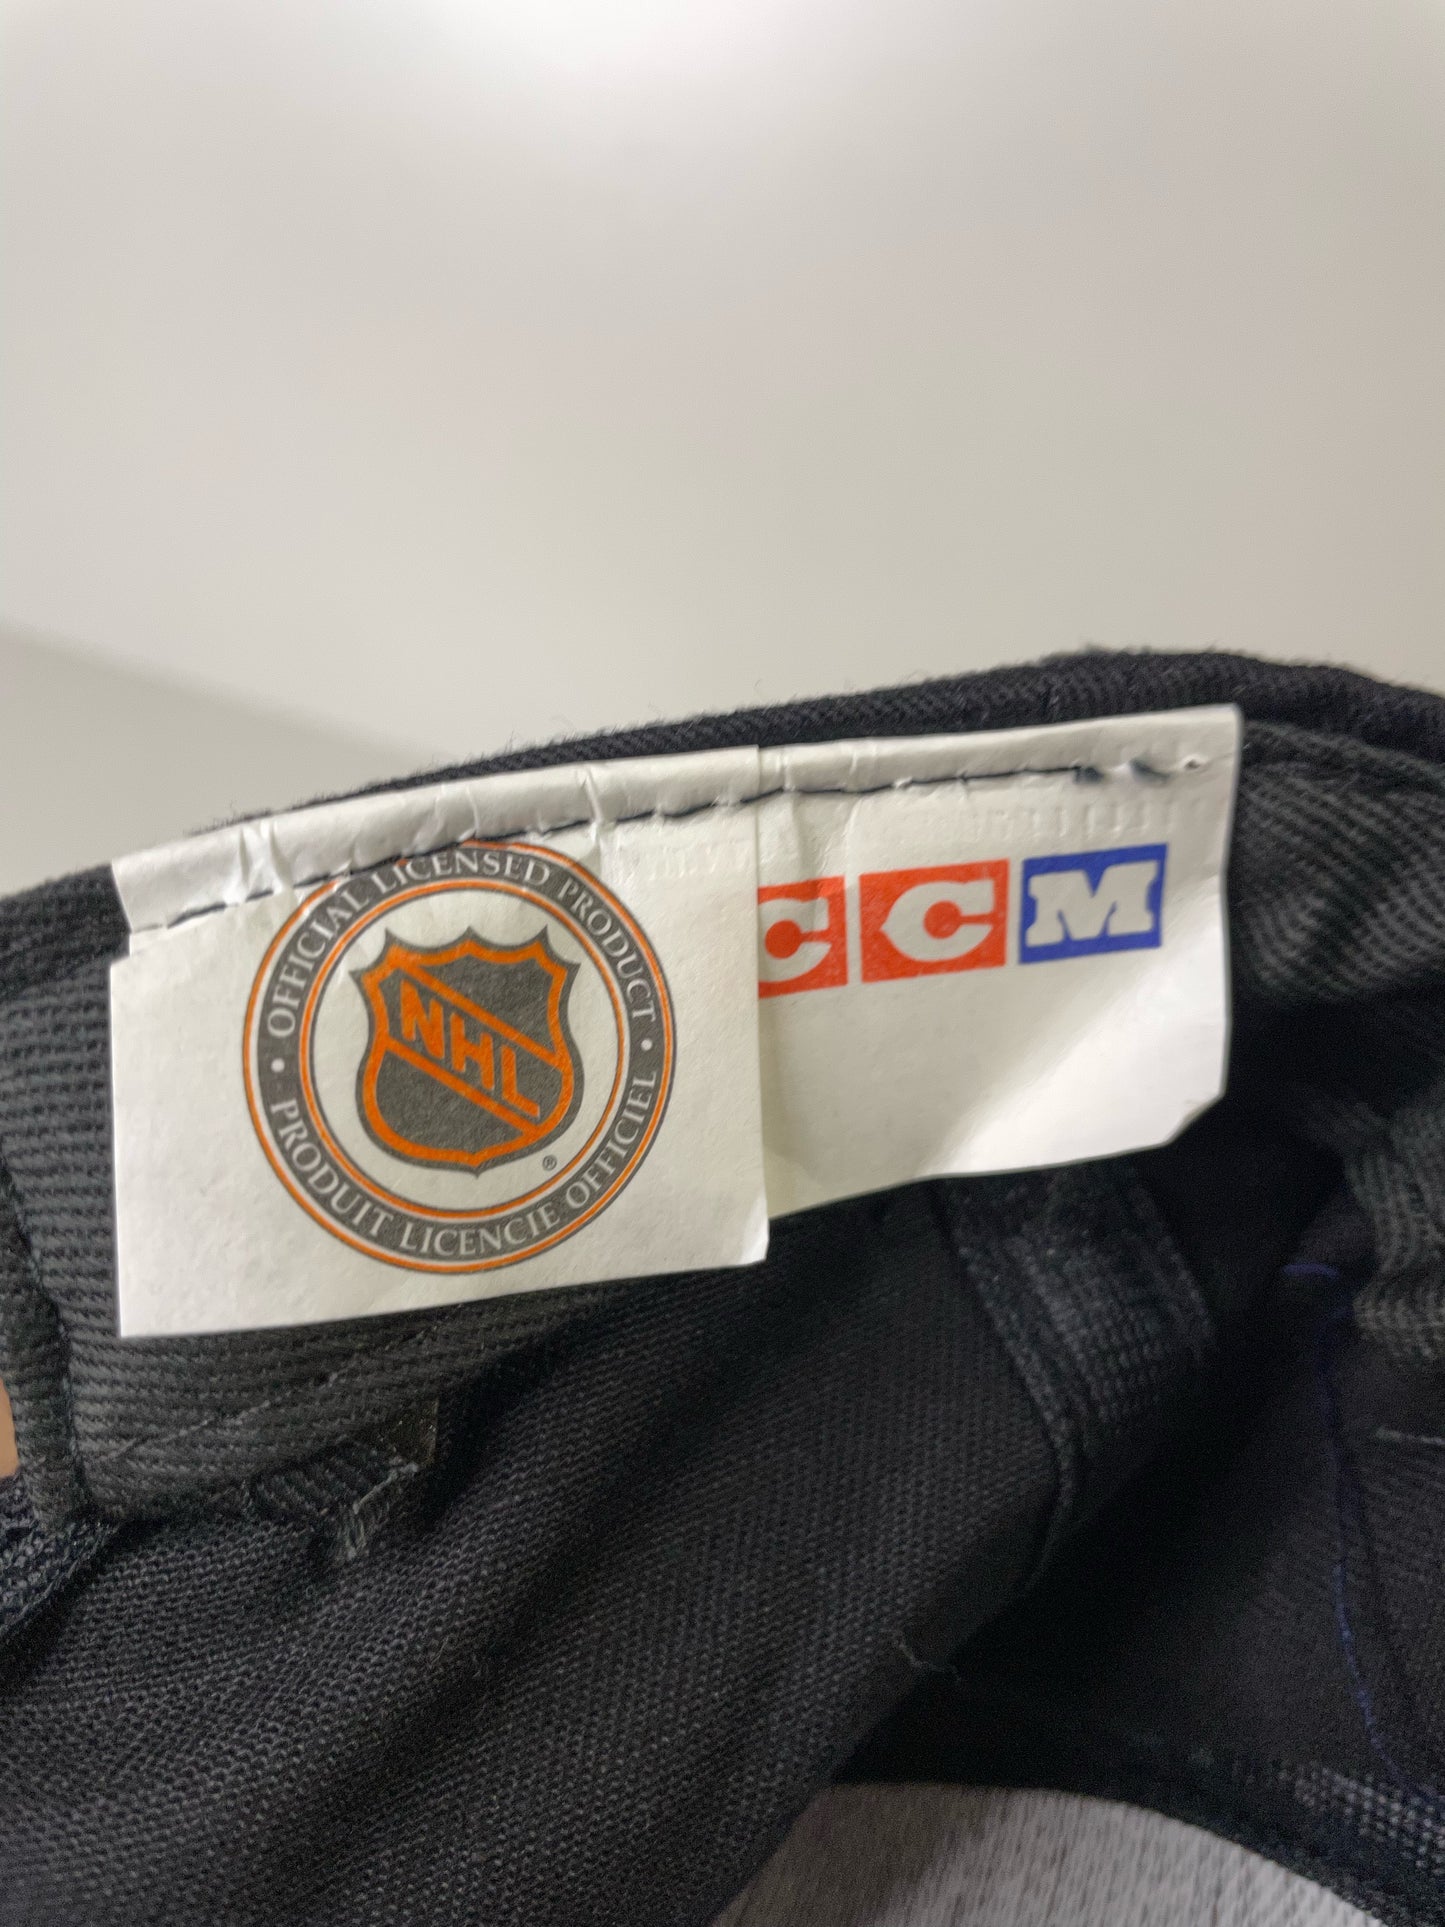 OFFICIAL LICENSED PRODUCT
NHL
®
PRODUIT LICENCIE OFFICIEL
CCM